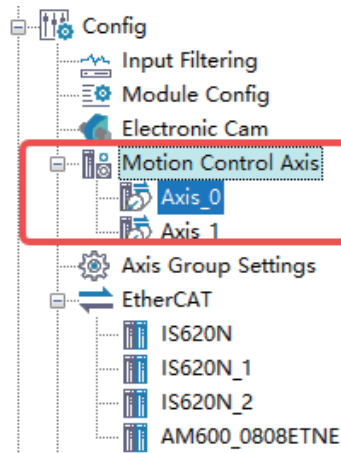 Config
Input Filtering
Module Config
Electronic Cam
Motion Control Axis
Axis_0
Axis_1
Axis Group Settings
EtherCAT
IS620N
IS620N_1
IS620N_2
AM600_0808ETNE